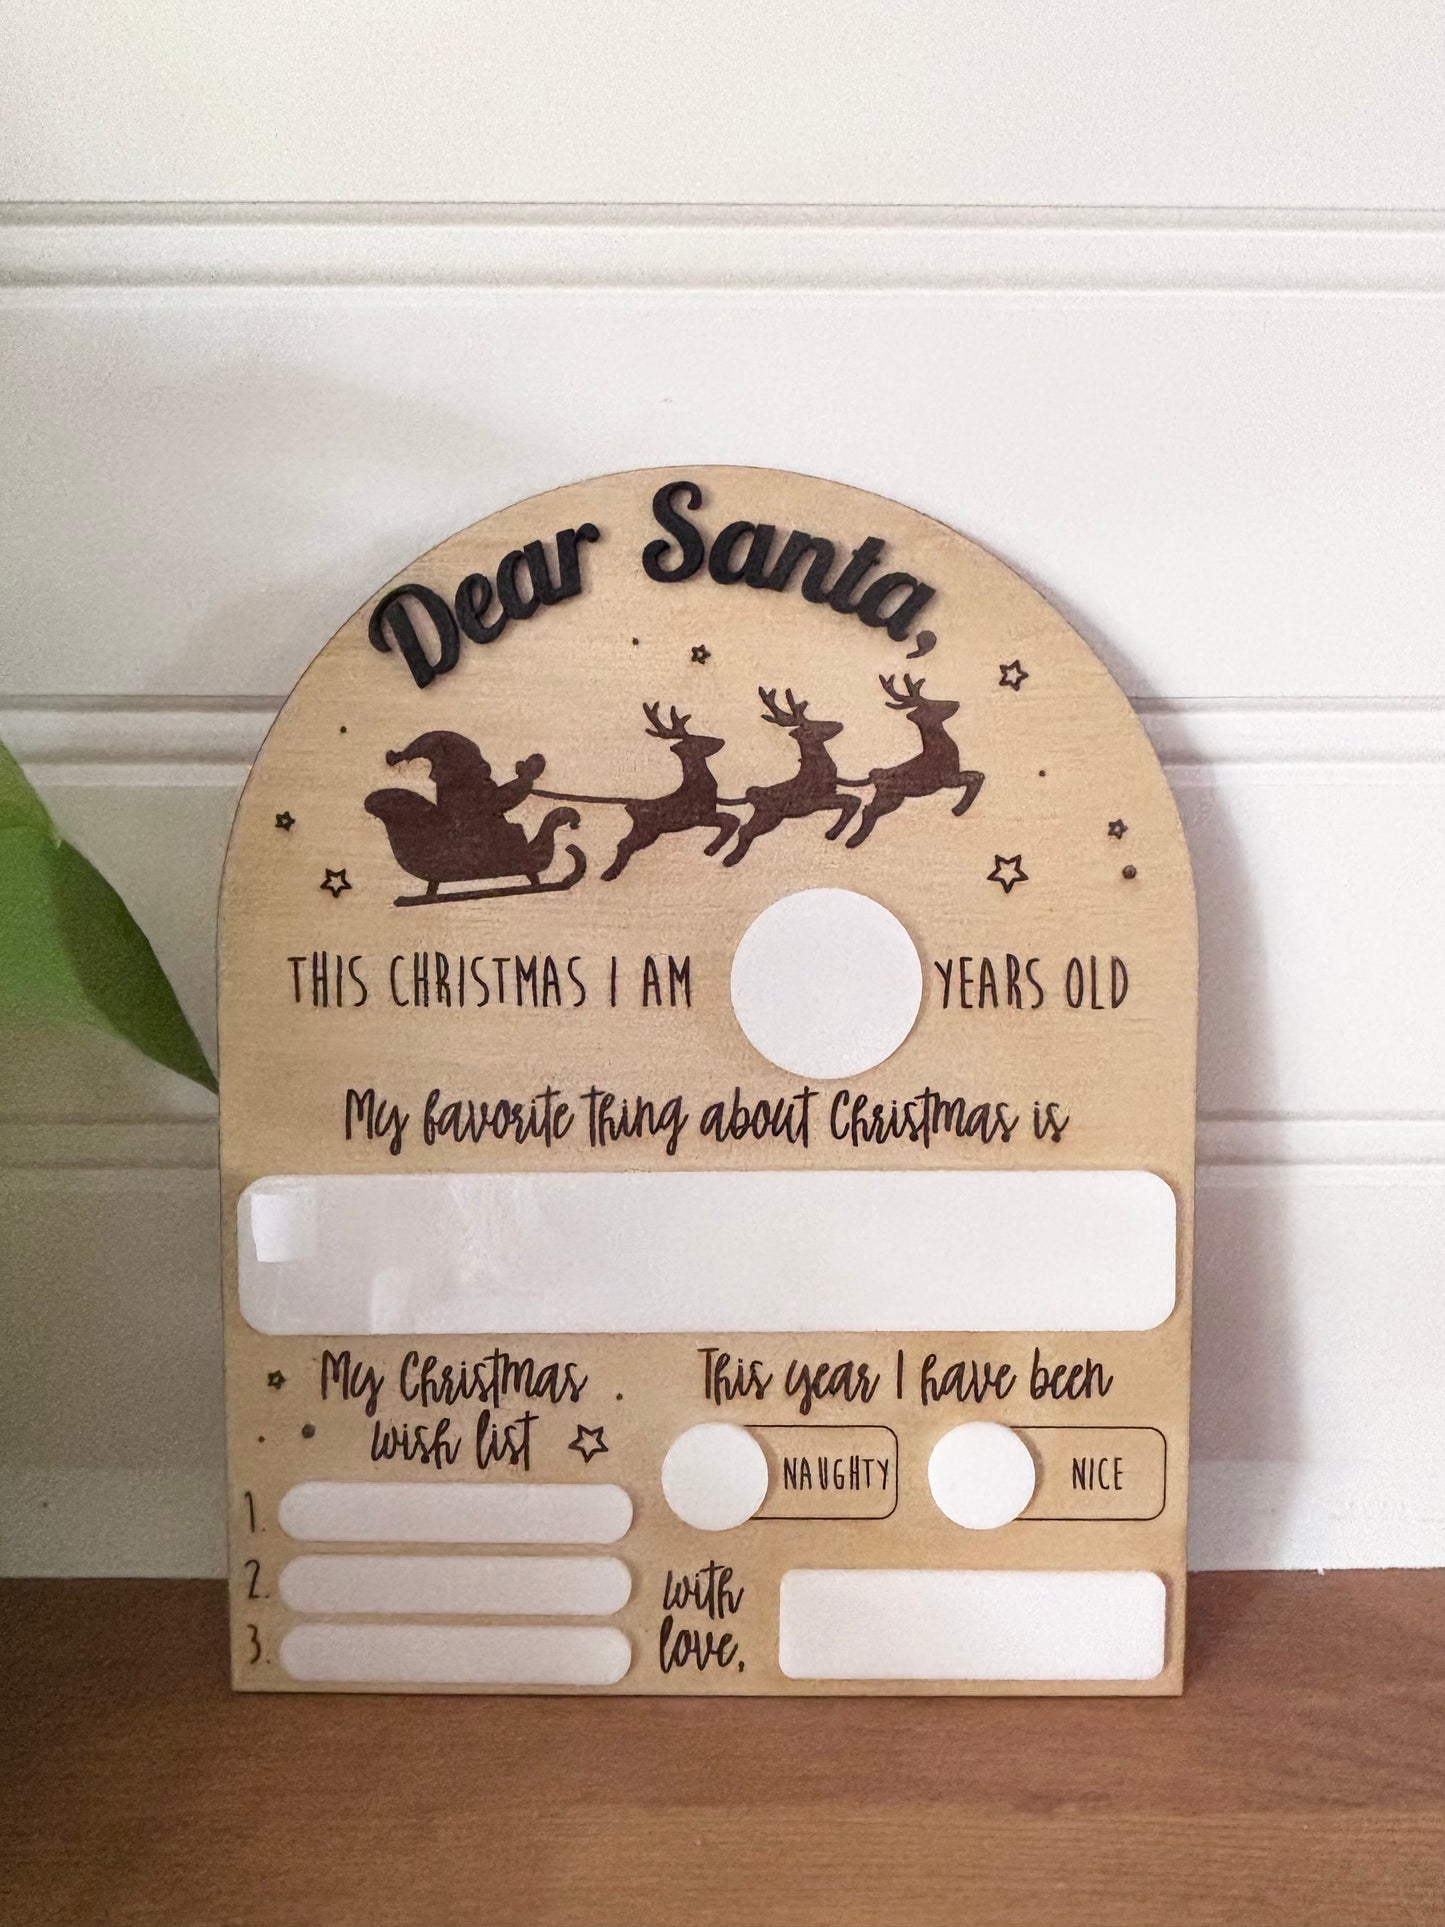 Dear Santa,
THIS CHRISTMAS I AM YEARS OLD
My favorite thing about Christmas is
My Christmas
wish list
1.
2.
3.
This year I have been
NAUGHTY NICE
with
love,